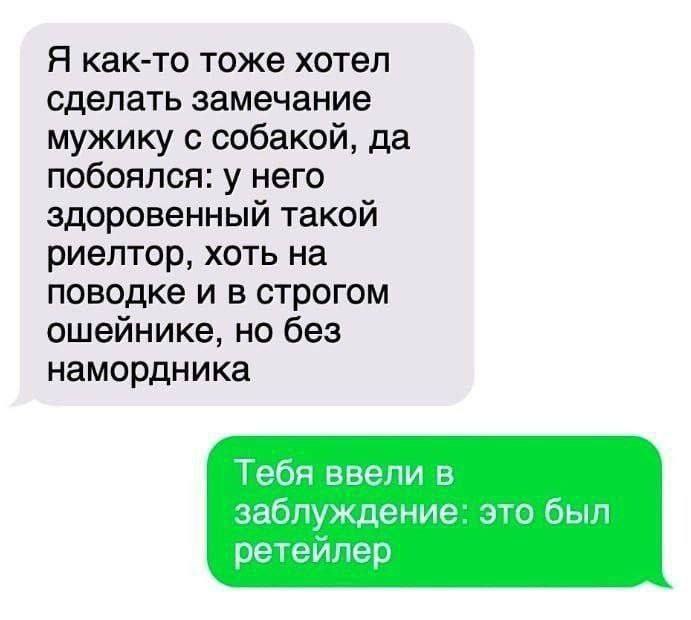 Я как-то тоже хотел
сделать замечание
мужику с собакой, да
побоялся: у него
здоровенный такой
риелтор, хоть на
поводке и в строгом
ошейнике, но без
намордника
Тебя ввели в
заблуждение: это был
ретейлер